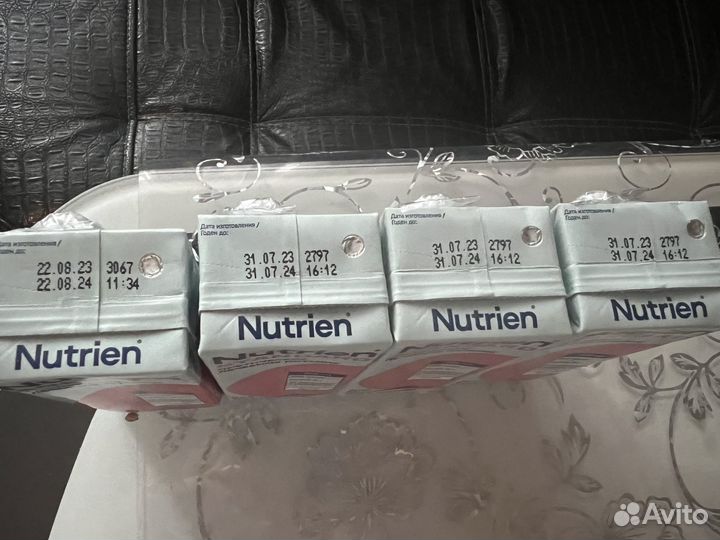 22.08.23 3067
22.08.24 11:34
Nutrien
Дата изготовления /
Годен до:
31.07.23 2797
31.07.24 16:12
Nutrien
Nutrien
Дата изготовления /
Годен до:
31.07.23 2797
31.07.24 16:12
Nutrien
Дата изготовления /
Годен до:
31.07.23 2797
31.07.24 16:12
Nutrien
Avito